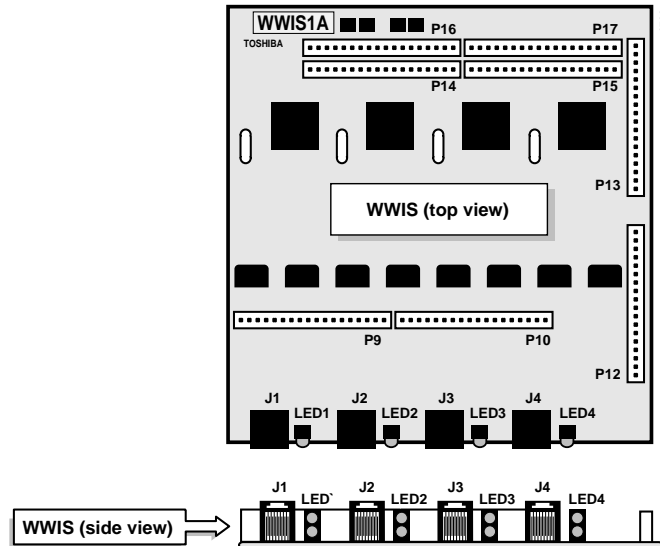 WWIS1A
P16
P17
TOSHIBA
P14
P15
P13
WWIS (top view)
P9
P10
P12
J1
LED1
J2
LED2
J3
LED3
J4
LED4
J1
LED`
J2
LED2
J3
LED3
J4
LED4
WWIS (side view)